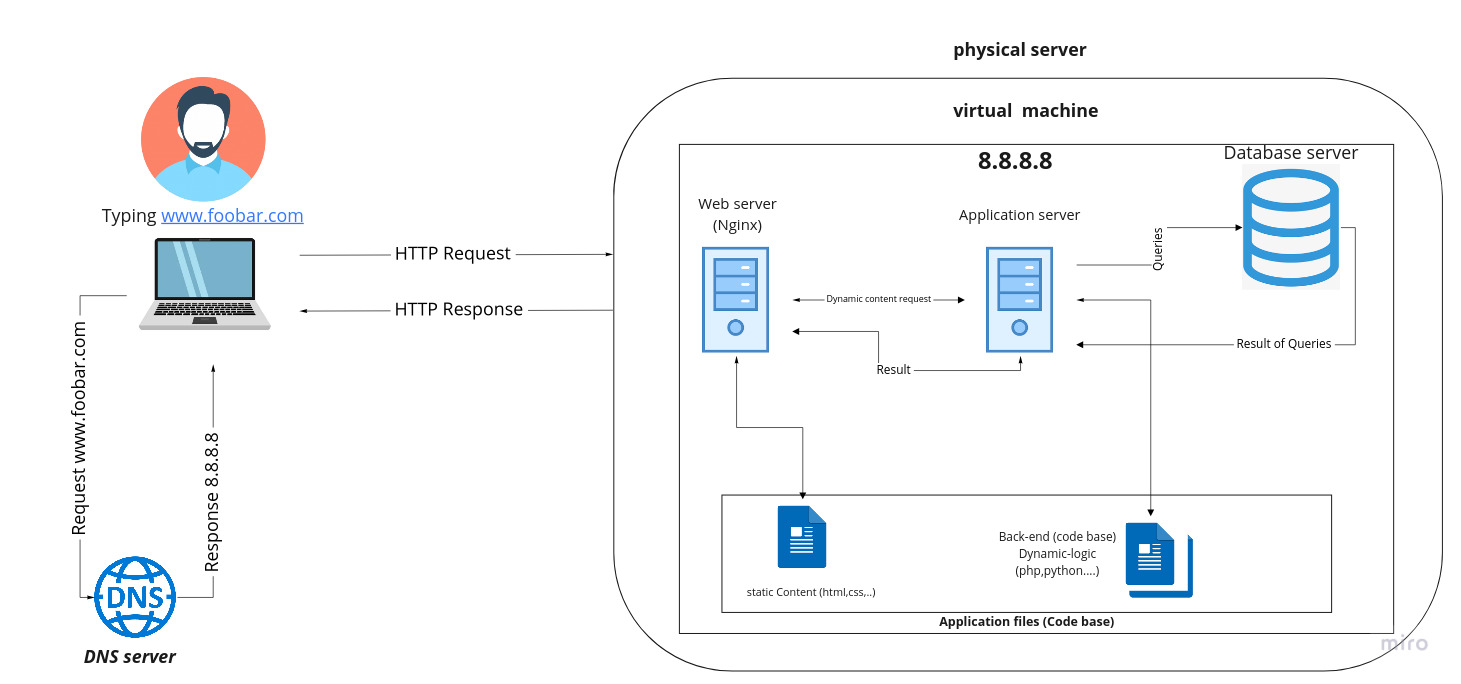 physical server
virtual machine
8.8.8.8
Database server
Web server
(Nginx)
Application server
Typing www.foobar.com
HTTP Request
HTTP Response
Queries
Dynamic content request
Result of Queries
Result
Request www.foobar.com
Response 8.8.8.8
DNS
DNS server
Back-end (code base)
Dynamic-logic
(php,python....)
static Content (html,css,..)
Application files (Code base)
miro